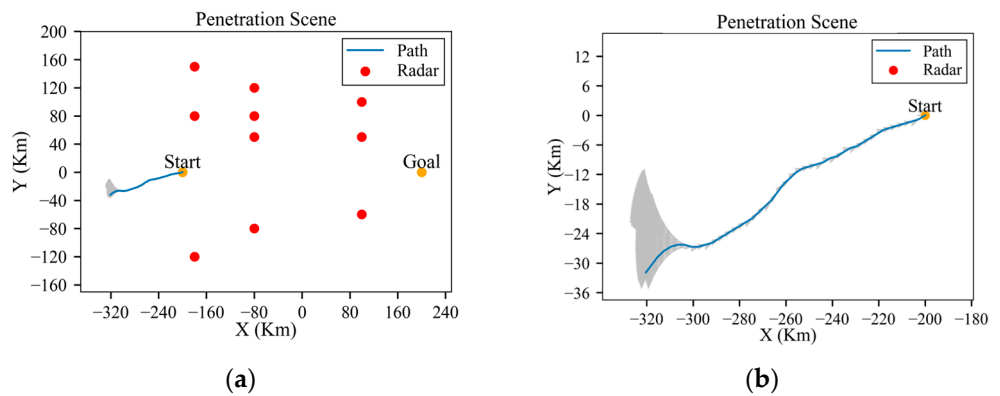 Penetration Scene
Path
Radar
Start
Goal
Y (Km)
200
160
120
80
40
0
−40
−80
−120
−160
−320 −240 −160 −80 0 80 160 240
X (Km)
(a)
Penetration Scene
Path
Radar
Start
Y (Km)
12
6
0
−6
−12
−18
−24
−30
−36
−320 −300 −280 −260 −240 −220 −200 −180
X (Km)
(b)